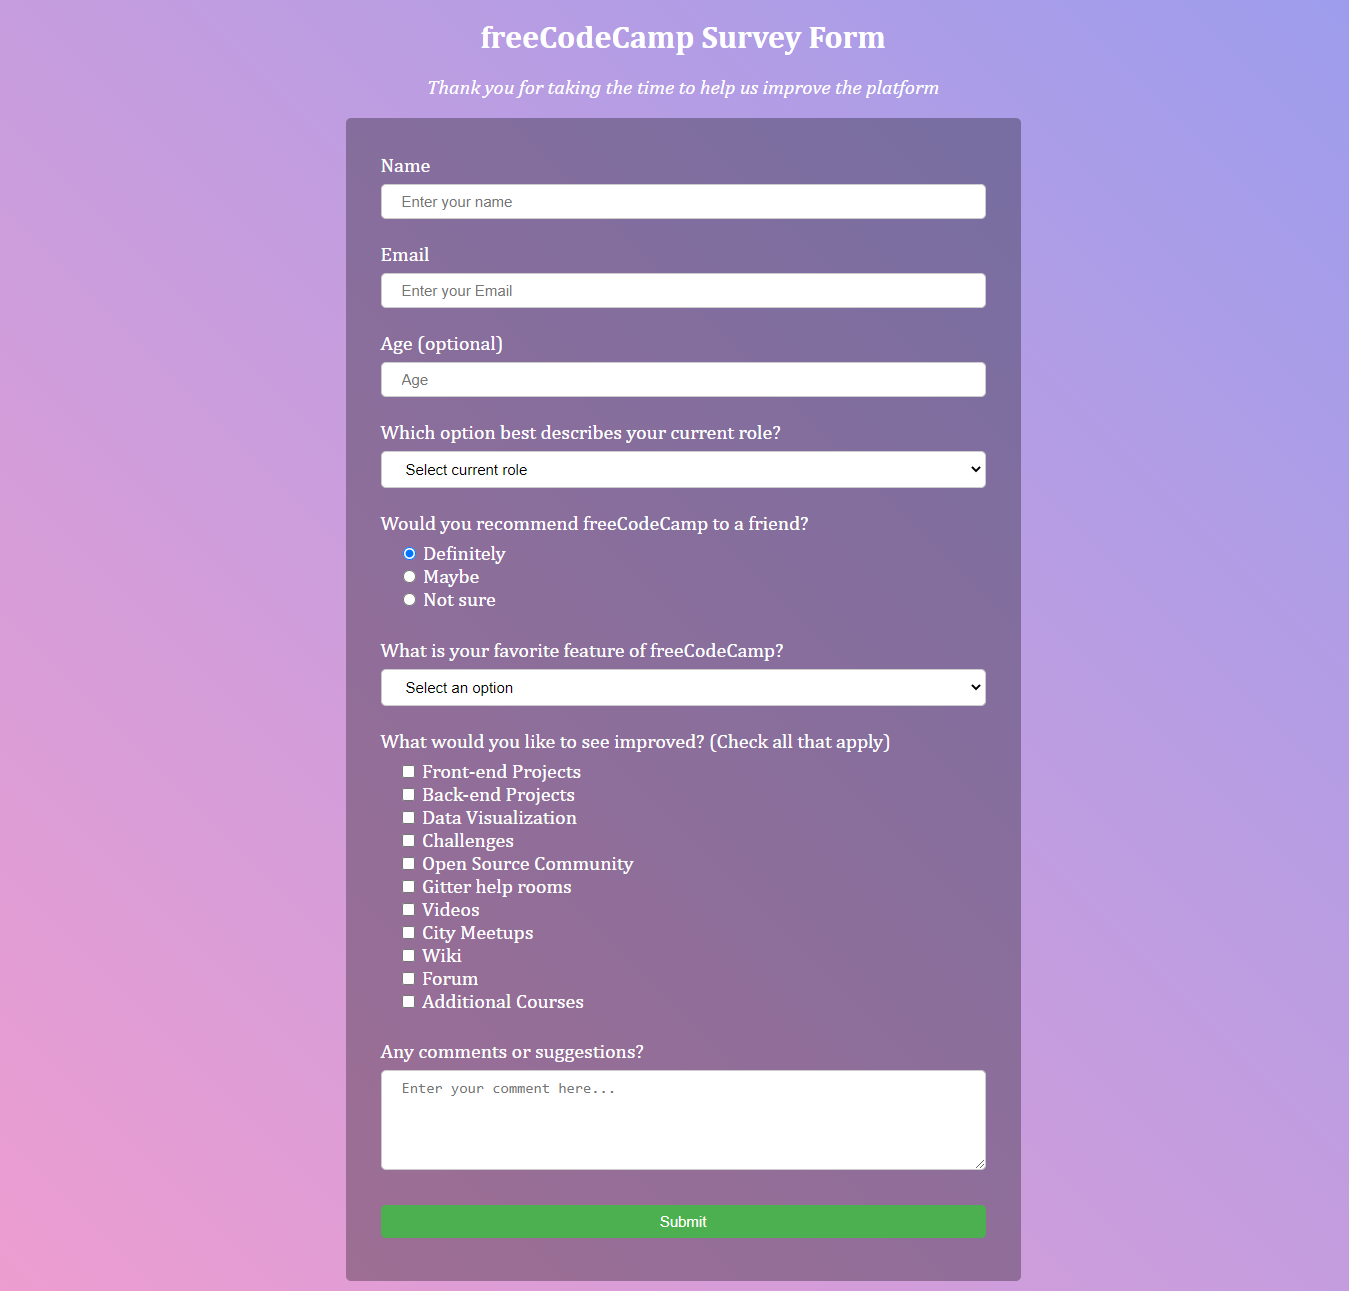 freeCodeCamp Survey Form
Thank you for taking the time to help us improve the platform
Name
Enter your name
Email
Enter your Email
Age (optional)
Age
Which option best describes your current role?
Select current role
Would you recommend freeCodeCamp to a friend?
Definitely
Maybe
Not sure
What is your favorite feature of freeCodeCamp?
Select an option
What would you like to see improved? (Check all that apply)
Front-end Projects
Back-end Projects
Data Visualization
Challenges
Open Source Community
Gitter help rooms
Videos
City Meetups
Wiki
Forum
Additional Courses
Any comments or suggestions?
Enter your comment here...
Submit